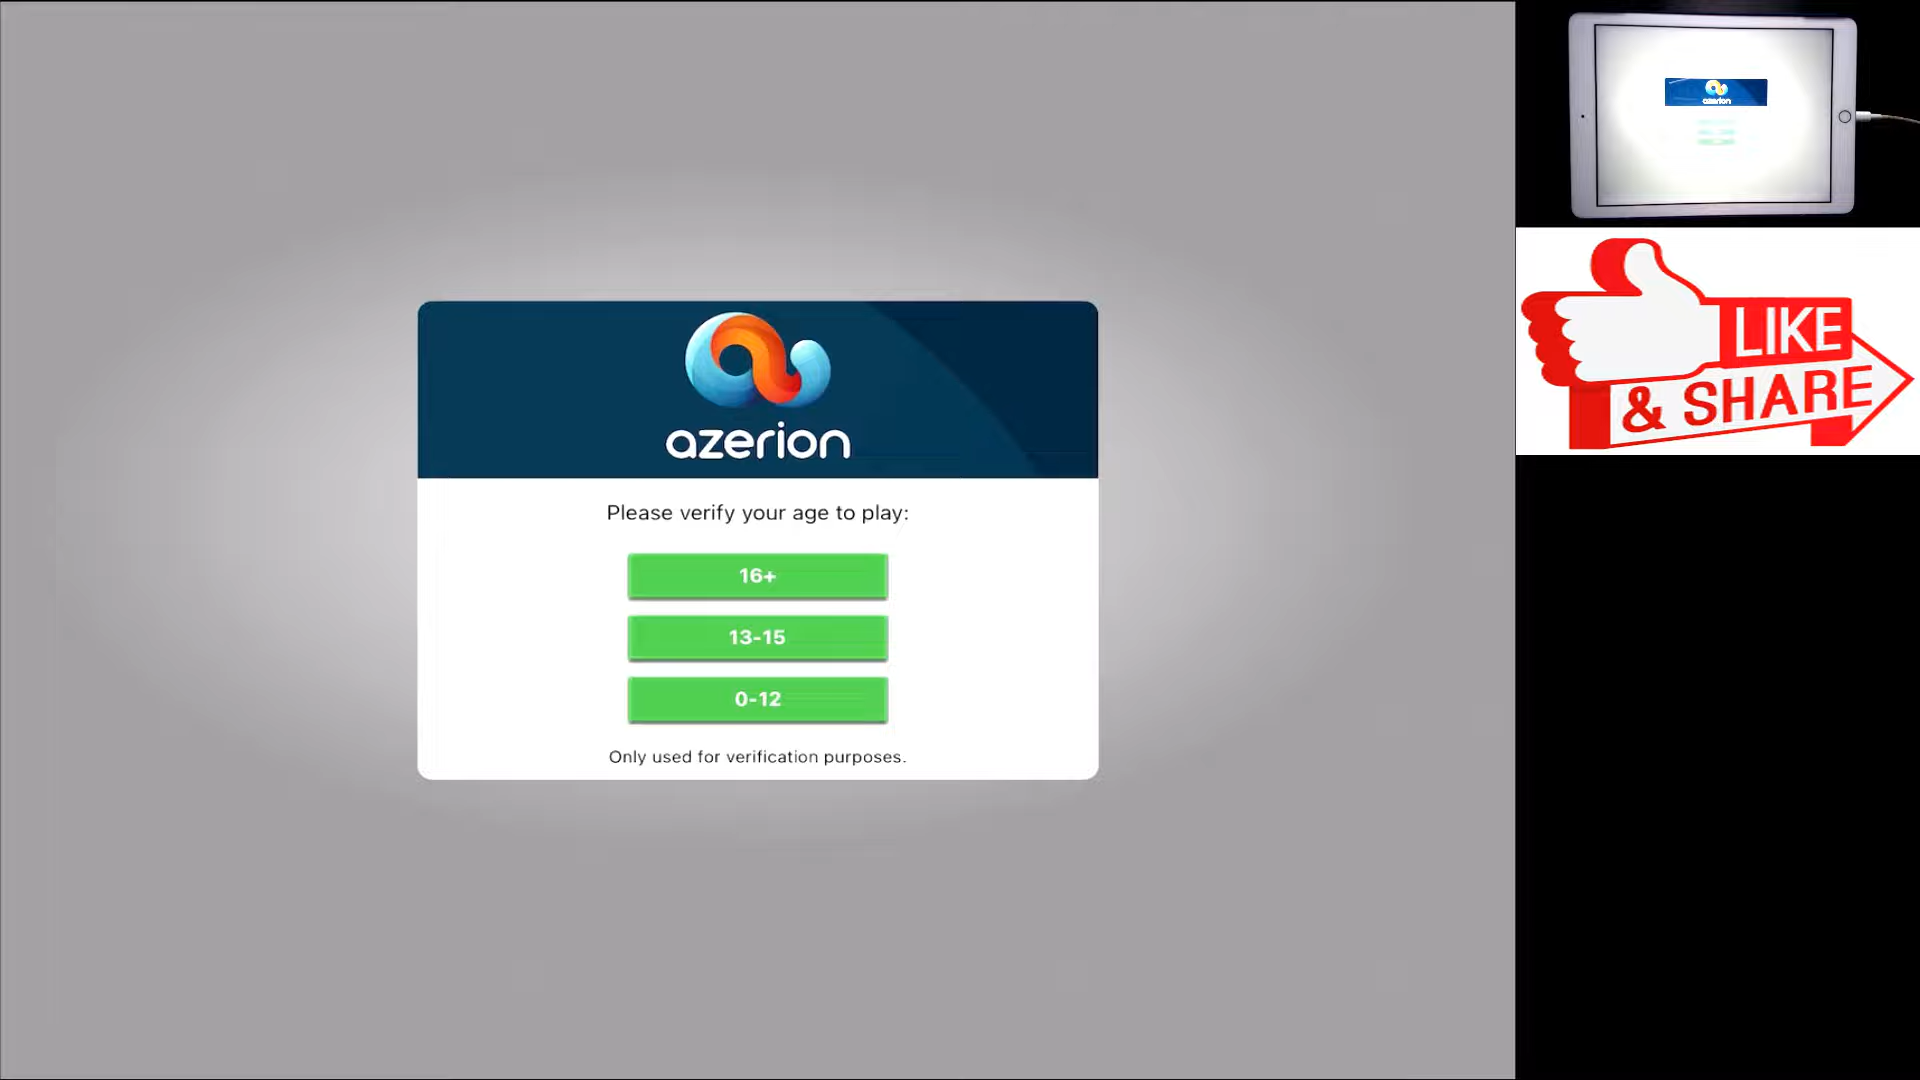 azerion
Please verify your age to play:
16+
13-15
0-12
Only used for verification purposes.
azerion
LIKE
& SHARE